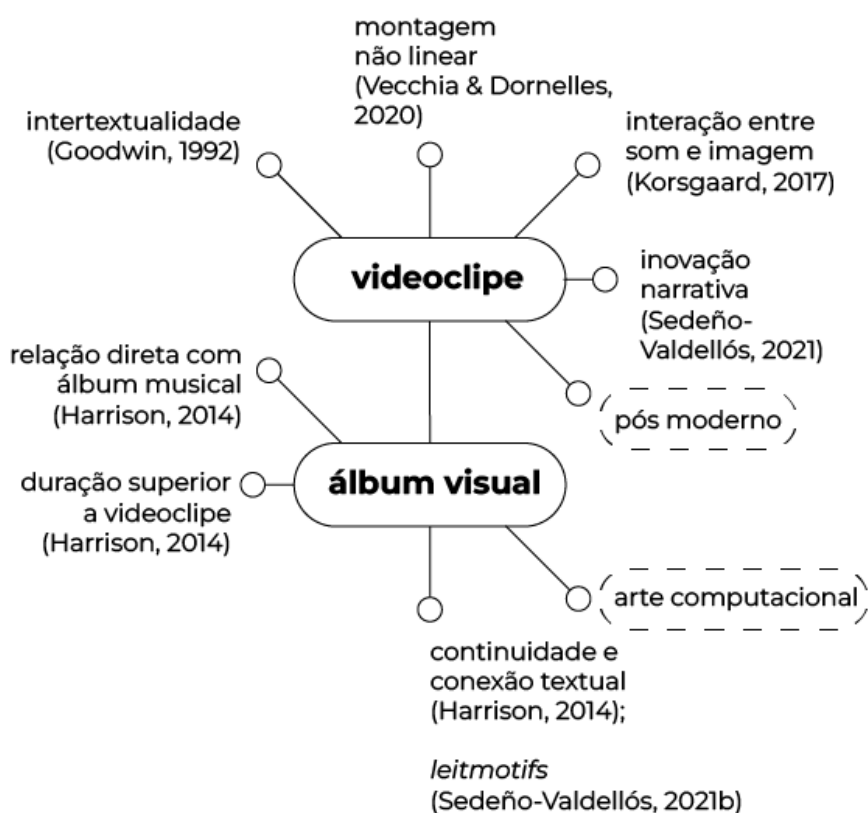 montagem
não linear
(Vecchia & Dornelles,
2020)
intertextualidade
(Goodwin, 1992)
interação entre
som e imagem
(Korsgaard, 2017)
videoclipe
inovação
narrativa
(Sedeño-
Valdellós, 2021)
relação direta com
álbum musical
(Harrison, 2014)
pós moderno
duração superior
a videoclipe
(Harrison, 2014)
álbum visual
arte computacional
continuidade e
conexão textual
(Harrison, 2014);
leitmotifs
(Sedeño-Valdellós, 2021b)